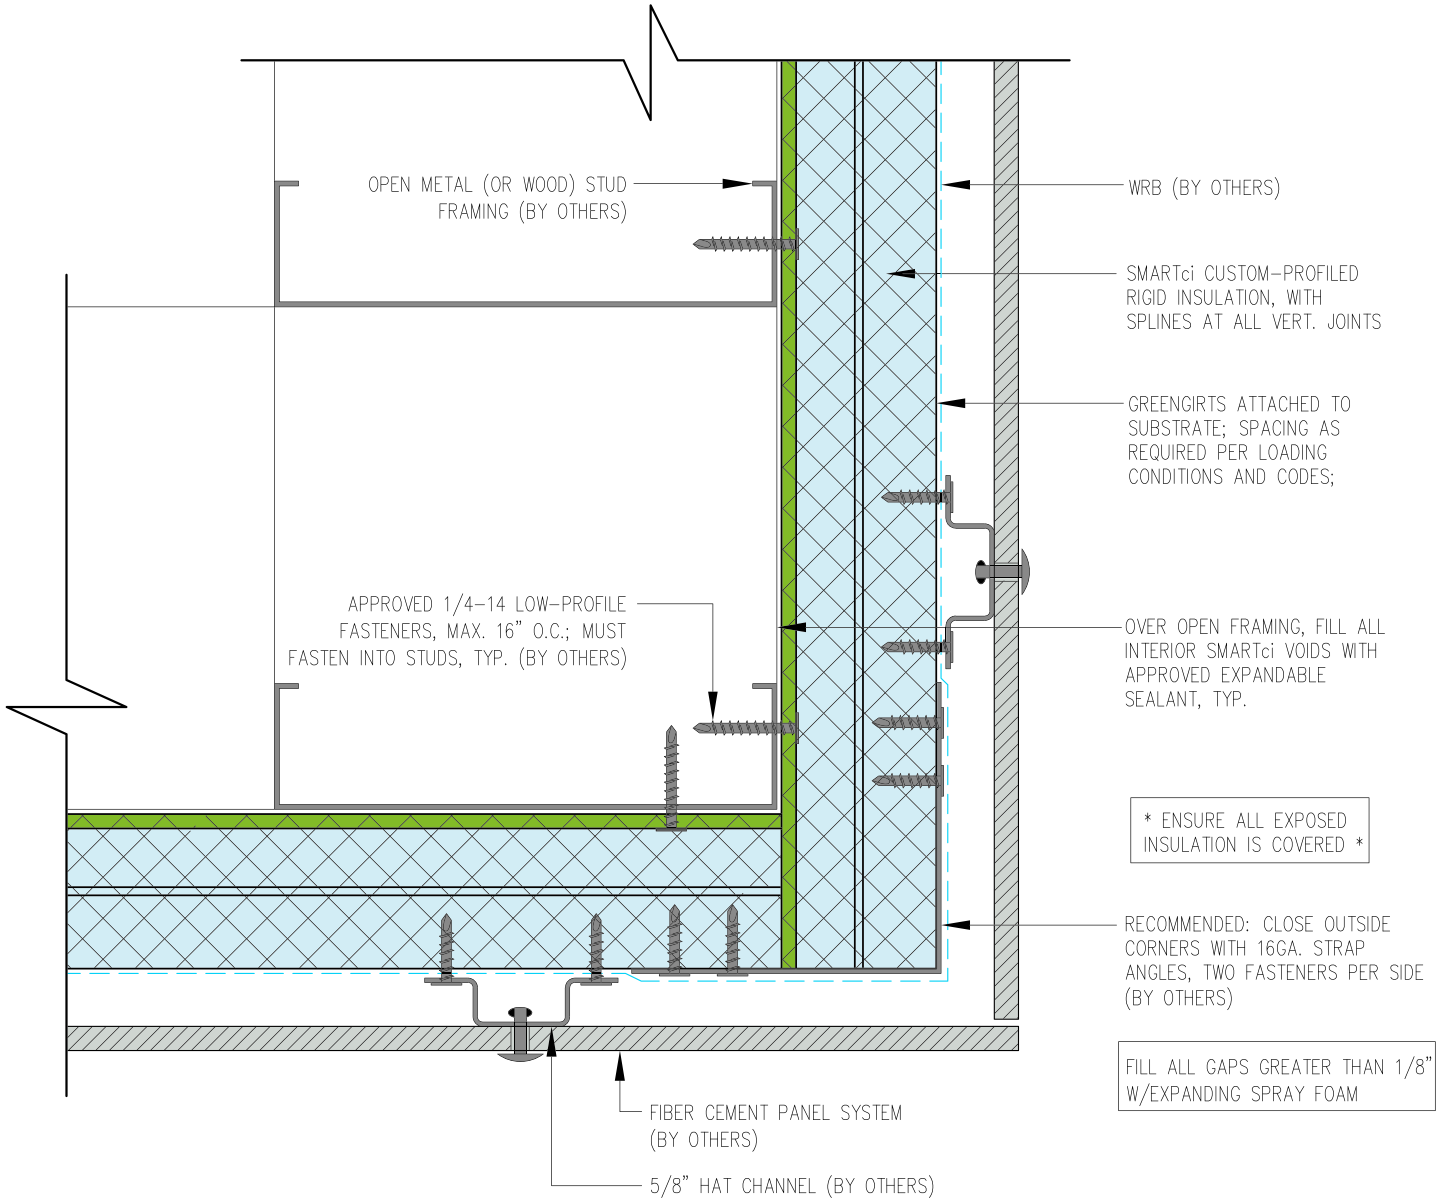 OPEN METAL (OR WOOD) STUD
FRAMING (BY OTHERS)
WRB (BY OTHERS)
SMARTci CUSTOM-PROFILED
RIGID INSULATION, WITH
SPLINES AT ALL VERT. JOINTS
GREENGIRTS ATTACHED TO
SUBSTRATE; SPACING AS
REQUIRED PER LOADING
CONDITIONS AND CODES;
APPROVED 1/4-14 LOW-PROFILE
FASTENERS, MAX. 16" O.C.; MUST
FASTEN INTO STUDS, TYP. (BY OTHERS)
OVER OPEN FRAMING, FILL ALL
INTERIOR SMARTci VOIDS WITH
APPROVED EXPANDABLE
SEALANT, TYP.
* ENSURE ALL EXPOSED
INSULATION IS COVERED *
RECOMMENDED: CLOSE OUTSIDE
CORNERS WITH 16GA. STRAP
ANGLES, TWO FASTENERS PER SIDE
(BY OTHERS)
FILL ALL GAPS GREATER THAN 1/8"
W/EXPANDING SPRAY FOAM
FIBER CEMENT PANEL SYSTEM
(BY OTHERS)
5/8" HAT CHANNEL (BY OTHERS)